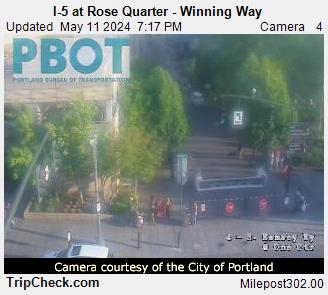 I-5 at Rose Quarter - Winning Way
Updated May 11 2024 7:17 PM Camera 4
PBOT
PORTLAND BUREAU OF TRANSPORTATION
Camera courtesy of the City of Portland
TripCheck.com Milepost302.00